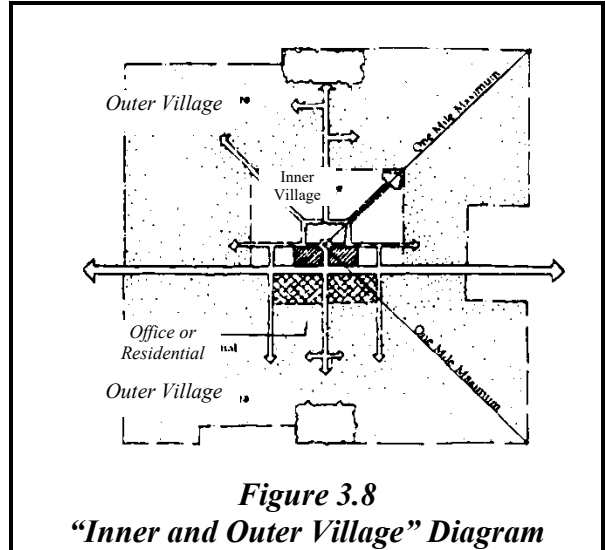 Outer Village
One Mile Maximum
Inner
Village
Office or
Residential
One Mile Maximum
Outer Village
Figure 3.8
“Inner and Outer Village” Diagram